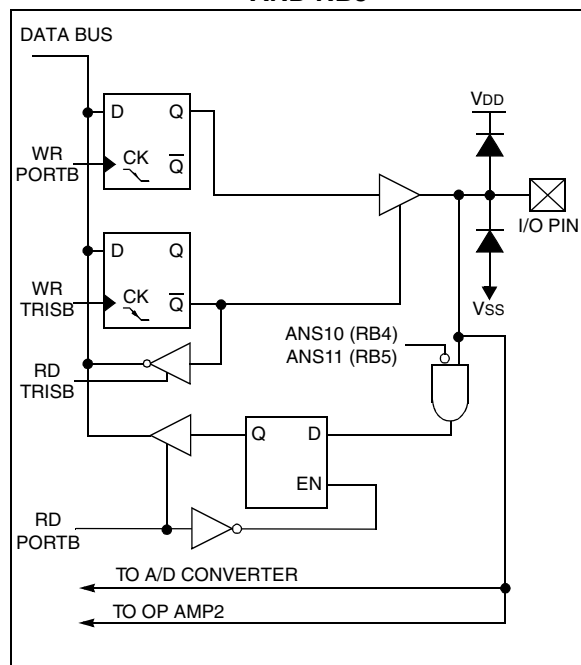 AND RB5
DATA BUS
D Q
VDD
WR
PORTB
CK
Q
I/O PIN
D Q
WR
TRISB
CK
Q
VSS
ANS10 (RB4)
ANS11 (RB5)
RD
TRISB
Q D
EN
RD
PORTB
TO A/D CONVERTER
TO OP AMP2